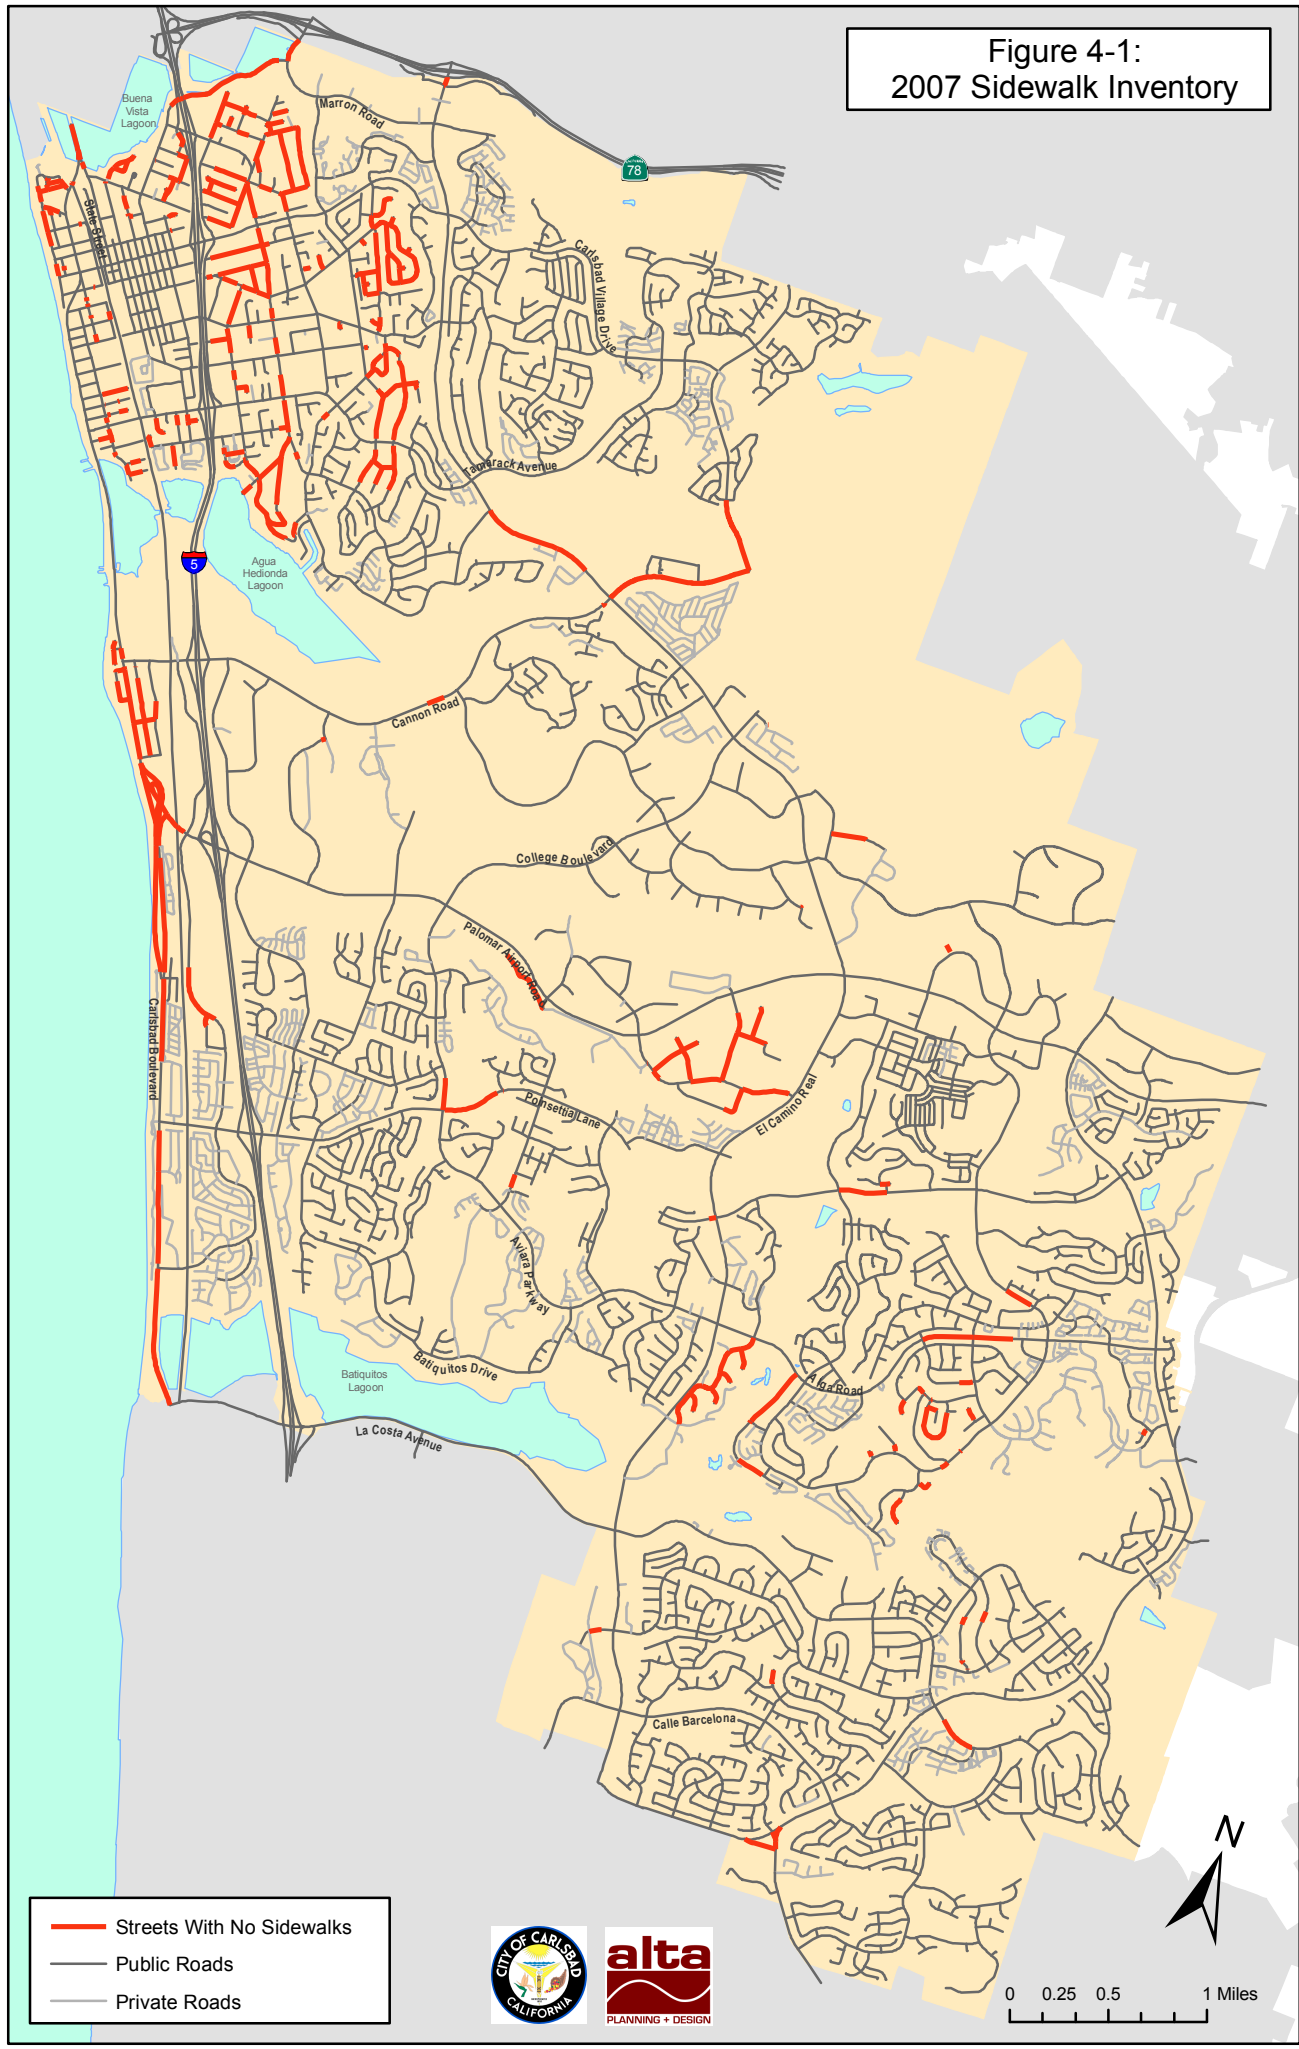 Figure 4-1:
2007 Sidewalk Inventory
Buena
Vista
Lagoon
Marron Road
CALIFORNIA
78
State Street
Carlsbad Village Drive
Tamarack Avenue
5
Agua
Hedionda
Lagoon
Cannon Road
College Boulevard
Palomar Airport Road
Carlsbad Boulevard
Poinsettia Lane
El Camino Real
Aviara Parkway
Batiquitos Drive
Alga Road
Batiquitos
Lagoon
La Costa Avenue
Calle Barcelona
N
Streets With No Sidewalks
Public Roads
Private Roads
CITY OF CARLSBAD
CALIFORNIA
alta
PLANNING + DESIGN
0 0.25 0.5 1 Miles